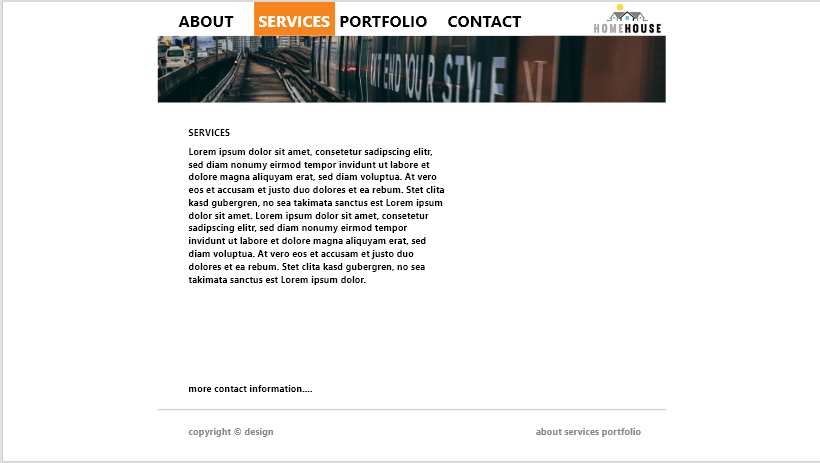 ABOUT SERVICES PORTFOLIO CONTACT
HOMEHOUSE
END YOUR STYLE
SERVICES
Lorem ipsum dolor sit amet, consetetur sadipscing elitr,
sed diam nonumy eirmod tempor invidunt ut labore et
dolore magna aliquyam erat, sed diam voluptua. At vero
eos et accusam et justo duo dolores et ea rebum. Stet clita
kasd gubergren, no sea takimata sanctus est Lorem ipsum
dolor sit amet. Lorem ipsum dolor sit amet, consetetur
sadipscing elitr, sed diam nonumy eirmod tempor
invidunt ut labore et dolore magna aliquyam erat, sed
diam voluptua. At vero eos et accusam et justo duo
dolores et ea rebum. Stet clita kasd gubergren, no sea
takimata sanctus est Lorem ipsum dolor.
more contact information....
copyright © design about services portfolio